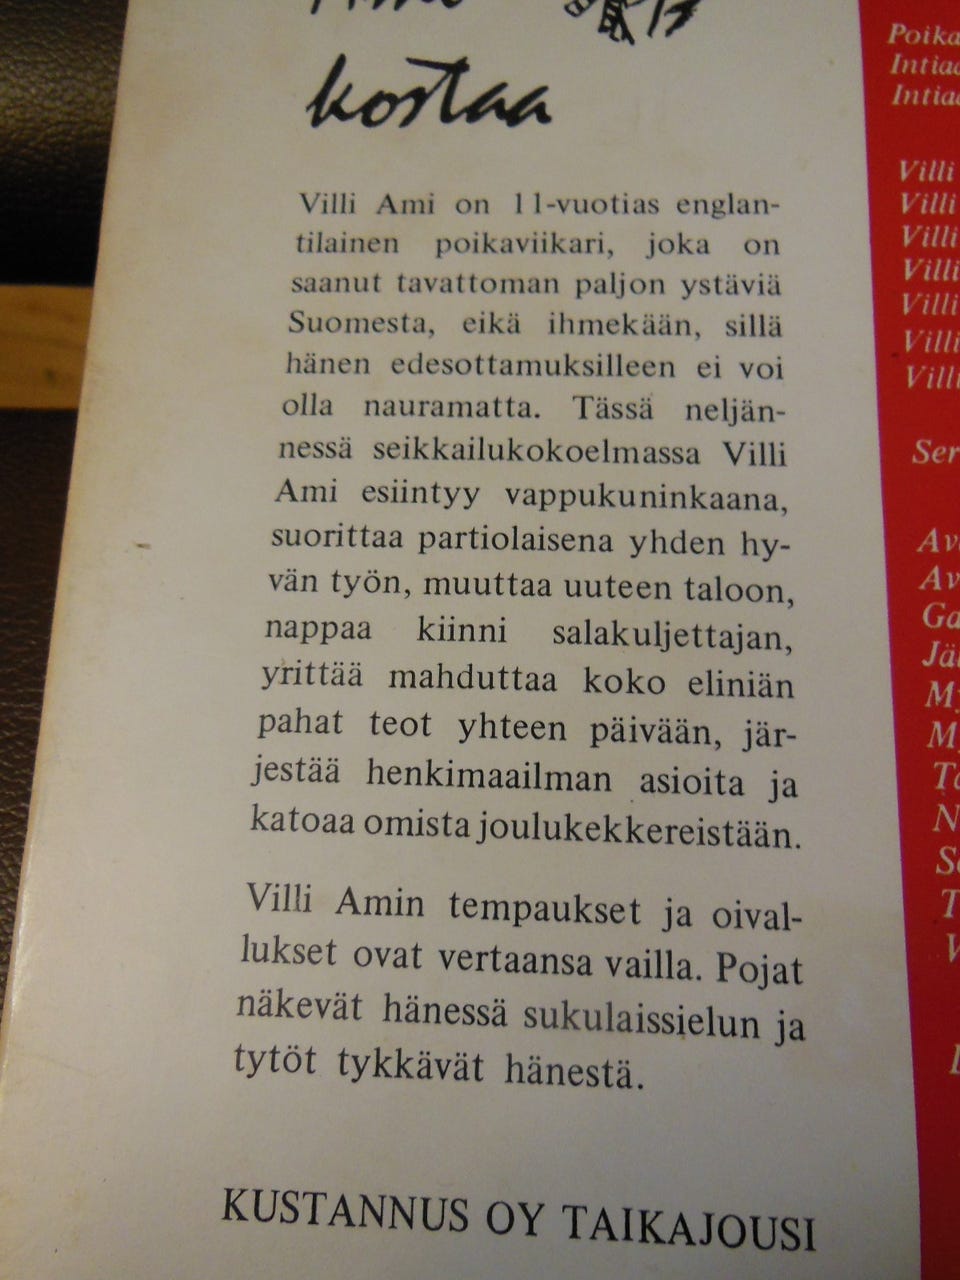 kostaa
Villi Ami on 11-vuotias englan-
tilainen poikaviikari, joka on
saanut tavattoman paljon ystäviä
Suomesta, eikä ihmekään, sillä
hänen edesottamuksilleen ei voi
olla nauramatta. Tässä neljän-
nessä seikkailukokoelmassa Villi
Ami esiintyy vappukuninkaana,
suorittaa partiolaisena yhden hy-
vän työn, muuttaa uuteen taloon,
nappaa kiinni salakuljettajan,
yrittää mahduttaa koko eliniän
pahat teot yhteen päivään, jär-
jestää henkimaailman asioita ja
katoaa omista joulukekkereistään.
Villi Amin tempaukset ja oival-
lukset ovat vertaansa vailla. Pojat
näkevät hänessä sukulaissielun ja
tytöt tykkävät hänestä.
KUSTANNUS OY TAIKAJOUSI
Villi
Villi
Villi
Villi
Villi
Villi
Villi